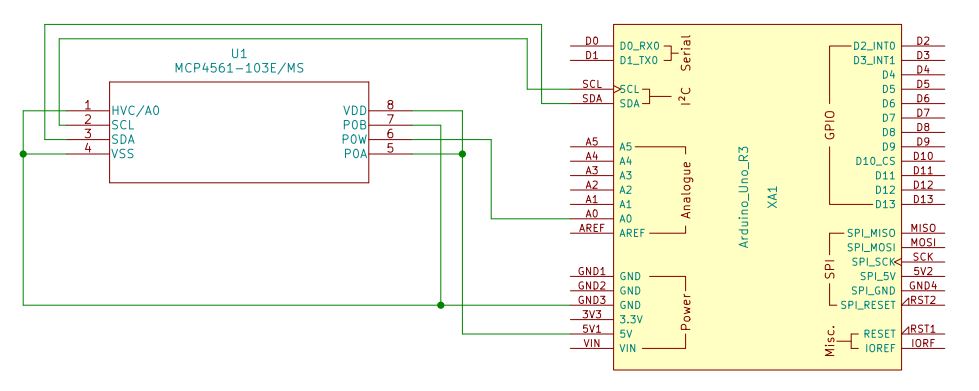 U1
MCP4561-103E/MS
1 HVC/A0
2 SCL
3 SDA
4 VSS
VDD 8
P0B 7
P0W 6
P0A 5
D0 D0_RX0
D1 D1_TX0
Serial
SCL SCL
SDA SDA
I²C
A5 A5
A4 A4
A3 A3
A2 A2
A1 A1
A0 A0
AREF AREF
Analogue
GND1 GND
GND2 GND
GND3 GND
3V3 3.3V
5V1 5V
VIN VIN
Power
Arduino_Uno_R3
XA1
D2_INT0 D2
D3_INT1 D3
D4 D4
D5 D5
D6 D6
D7 D7
D8 D8
D9 D9
D10_CS D10
D11 D11
D12 D12
D13 D13
GPIO
SPI_MISO MISO
SPI_MOSI MOSI
SPI_SCK SCK
SPI_5V 5V2
SPI_GND GND4
SPI_RESET RST2
SPI
RESET RST1
IOREF IORF
Misc.